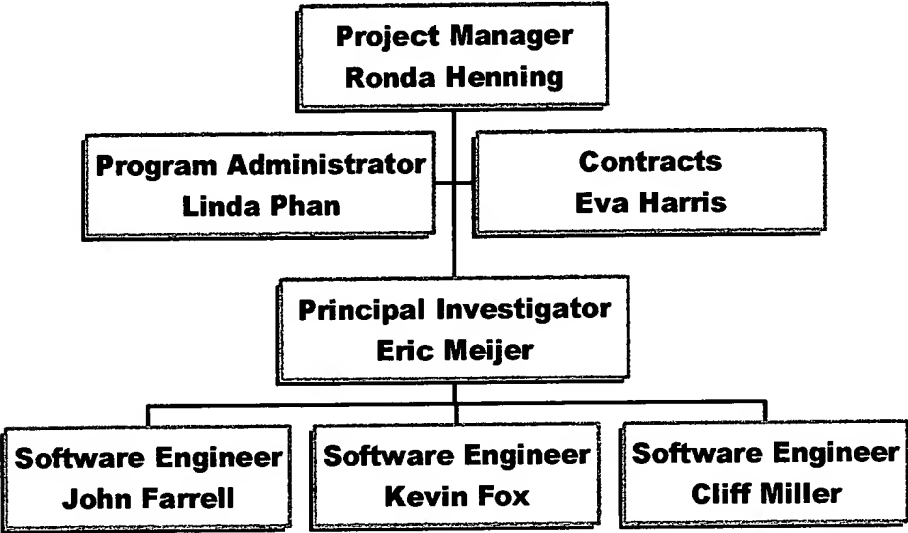 Project Manager
Ronda Henning
Program Administrator
Linda Phan
Contracts
Eva Harris
Principal Investigator
Eric Meijer
Software Engineer
John Farrell
Software Engineer
Kevin Fox
Software Engineer
Cliff Miller